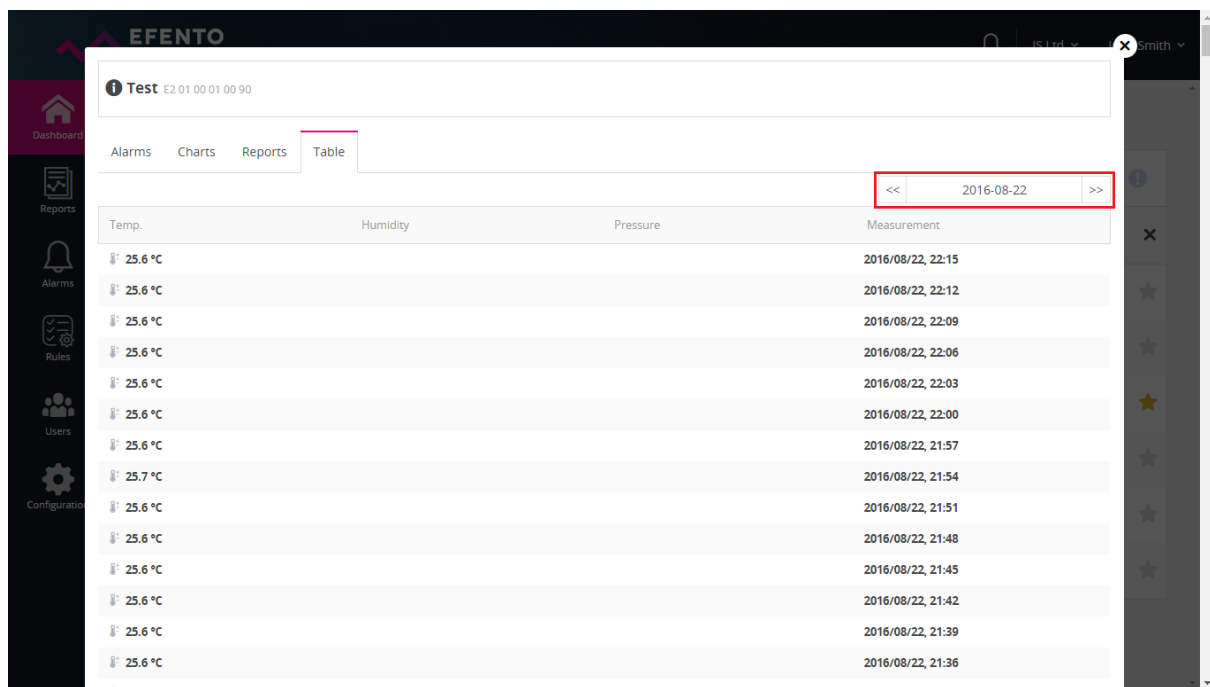 EFENTO
JS Ltd Smith
Test E2 01 00 01 00 90
Dashboard
Alarms Charts Reports Table
<< 2016-08-22 >>
Reports
Temp. Humidity Pressure Measurement
25.6 °C 2016/08/22, 22:15
Alarms
25.6 °C 2016/08/22, 22:12
25.6 °C 2016/08/22, 22:09
Rules
25.6 °C 2016/08/22, 22:06
25.6 °C 2016/08/22, 22:03
25.6 °C 2016/08/22, 22:00
Users
25.6 °C 2016/08/22, 21:57
25.7 °C 2016/08/22, 21:54
Configuration
25.6 °C 2016/08/22, 21:51
25.6 °C 2016/08/22, 21:48
25.6 °C 2016/08/22, 21:45
25.6 °C 2016/08/22, 21:42
25.6 °C 2016/08/22, 21:39
25.6 °C 2016/08/22, 21:36